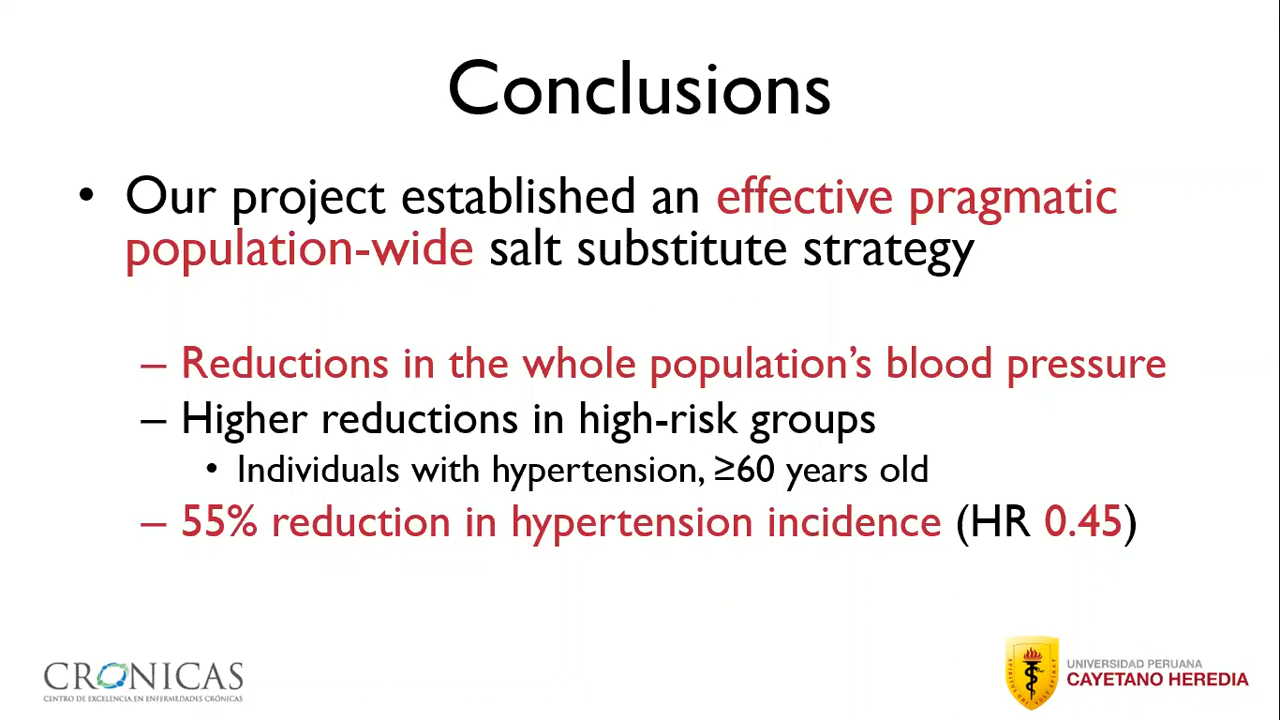 Conclusions
• Our project established an effective pragmatic
population-wide salt substitute strategy
– Reductions in the whole population’s blood pressure
– Higher reductions in high-risk groups
• Individuals with hypertension, ≥60 years old
– 55% reduction in hypertension incidence (HR 0.45)
CRONICAS
CENTRO DE EXCELENCIA EN ENFERMEDADES CRÓNICAS
UNIVERSIDAD PERUANA
CAYETANO HEREDIA